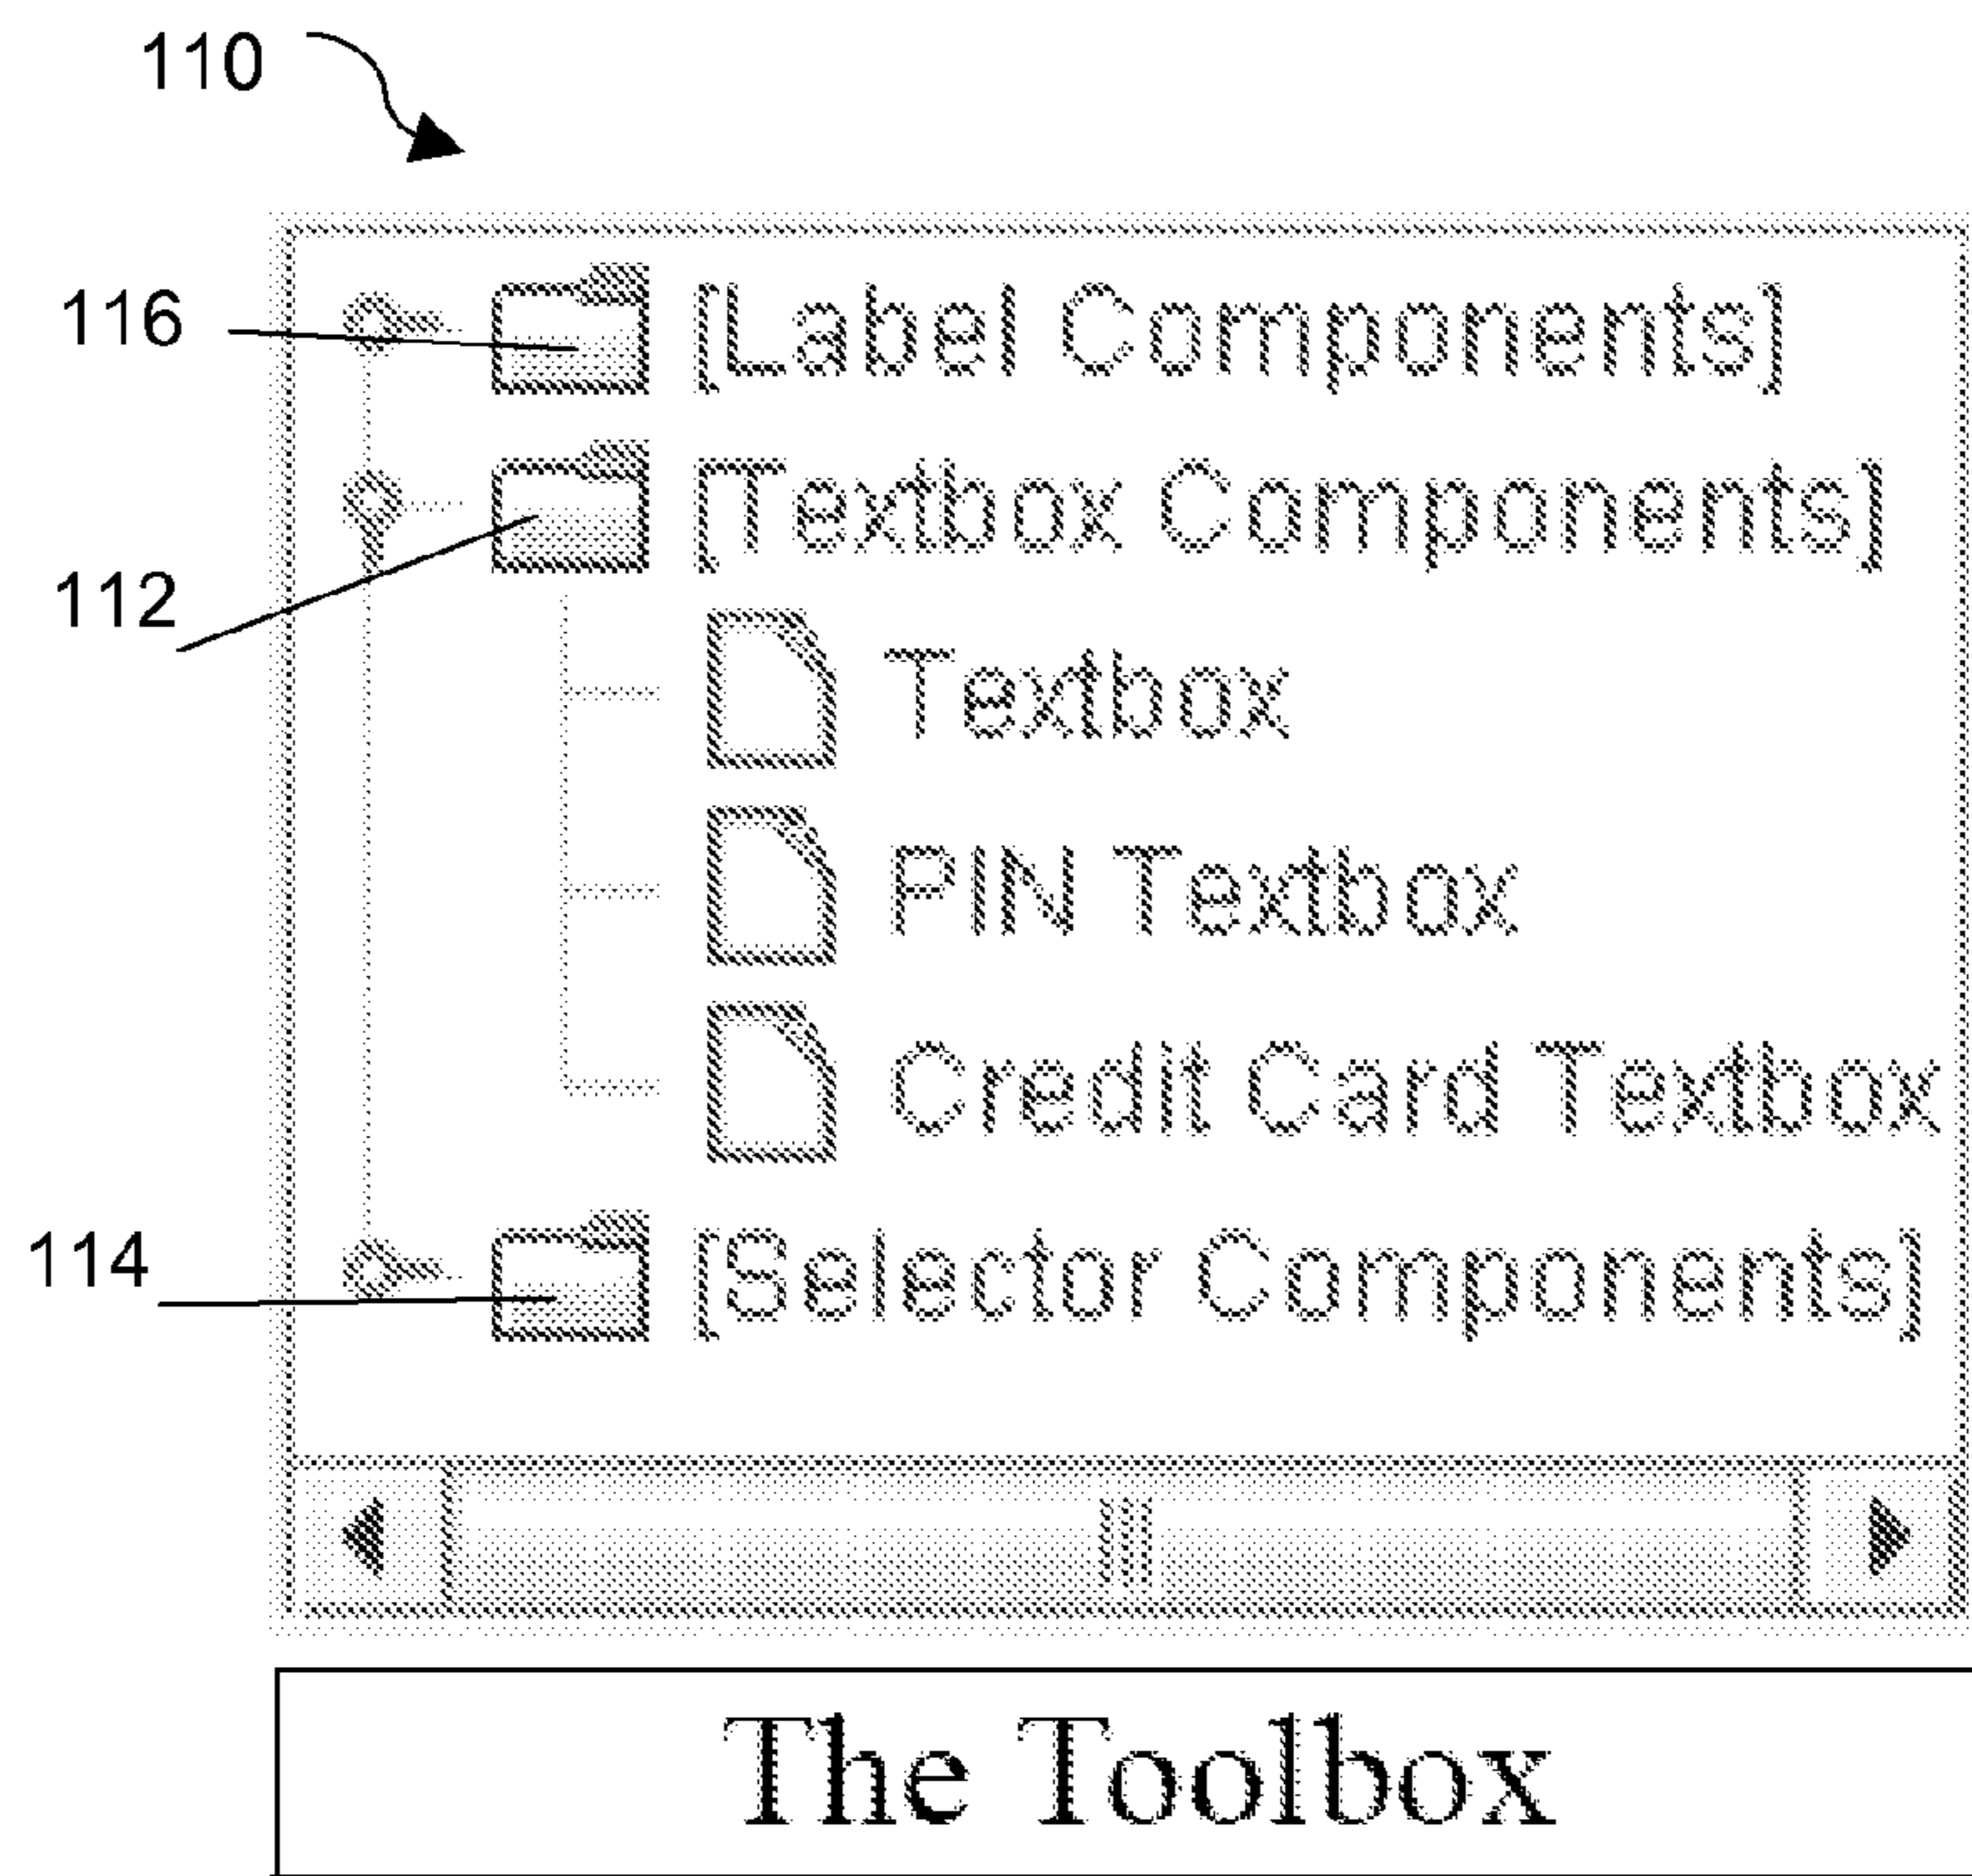 110
116 [Label Components]
112 [Textbox Components]
Textbox
PIN Textbox
Credit Card Textbox
114 [Selector Components]
The Toolbox